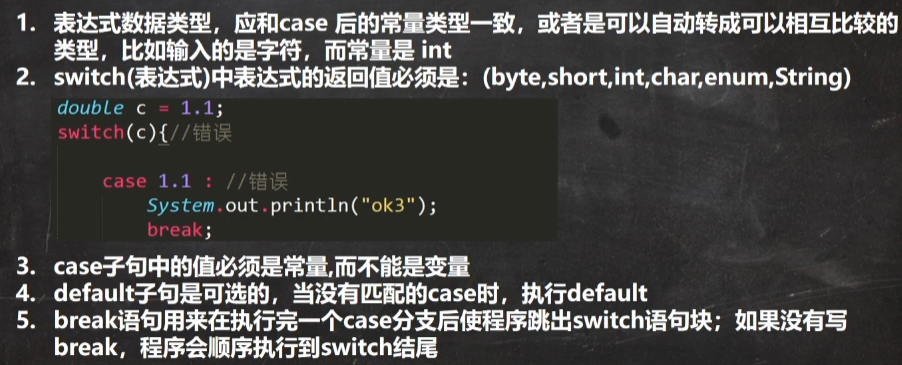 1. 表达式数据类型，应和case 后的常量类型一致，或者是可以自动转成可以相互比较的
类型，比如输入的是字符，而常量是 int
2. switch(表达式)中表达式的返回值必须是：(byte,short,int,char,enum,String)
double c = 1.1;
switch(c){//错误
case 1.1 : //错误
System.out.println("ok3");
break;
3. case子句中的值必须是常量,而不能是变量
4. default子句是可选的，当没有匹配的case时，执行default
5. break语句用来在执行完一个case分支后使程序跳出switch语句块；如果没有写
break，程序会顺序执行到switch结尾